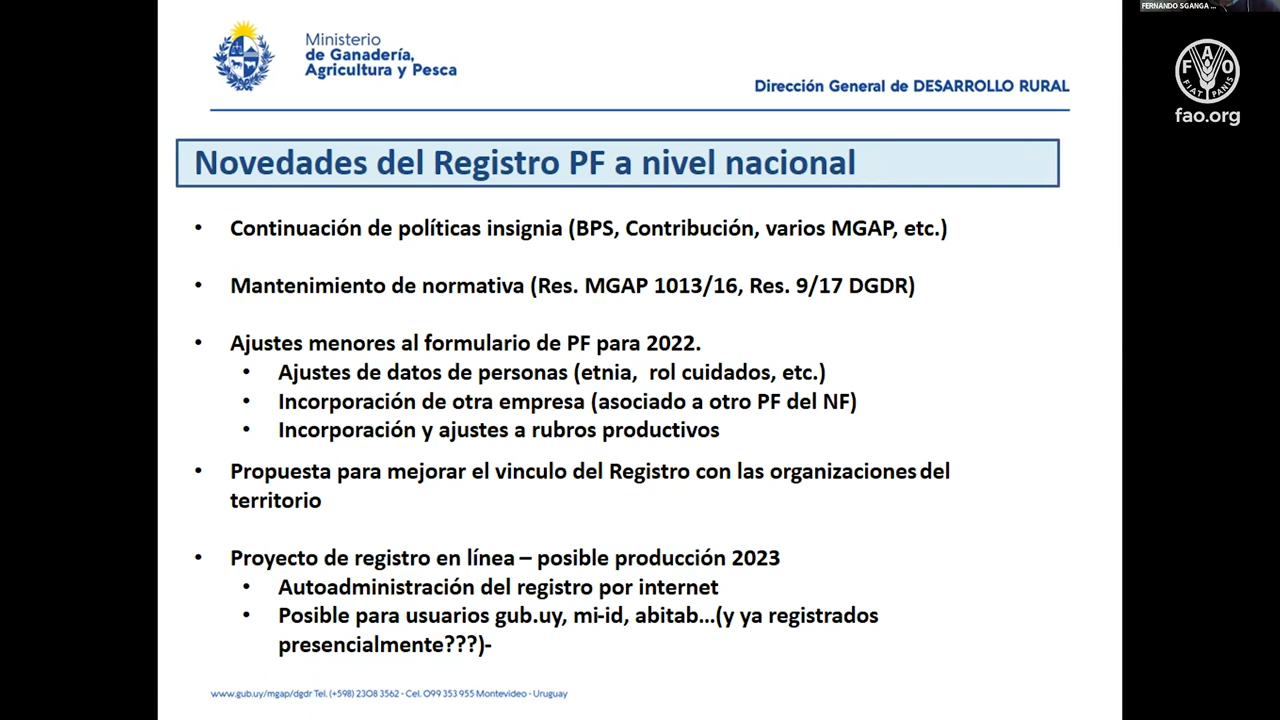 FERNANDO SGANGA ...
Ministerio
de Ganadería,
Agricultura y Pesca
Dirección General de DESARROLLO RURAL
FAO
FIAT PANIS
fao.org
Novedades del Registro PF a nivel nacional
• Continuación de políticas insignia (BPS, Contribución, varios MGAP, etc.)
• Mantenimiento de normativa (Res. MGAP 1013/16, Res. 9/17 DGDR)
• Ajustes menores al formulario de PF para 2022.
• Ajustes de datos de personas (etnia, rol cuidados, etc.)
• Incorporación de otra empresa (asociado a otro PF del NF)
• Incorporación y ajustes a rubros productivos
• Propuesta para mejorar el vinculo del Registro con las organizaciones del
territorio
• Proyecto de registro en línea – posible producción 2023
• Autoadministración del registro por internet
• Posible para usuarios gub.uy, mi-id, abitab...(y ya registrados
presencialmente???)-
www.gub.uy/mgap/dgdr Tel. (+598) 2308 3562 - Cel. 099 353 955 Montevideo - Uruguay